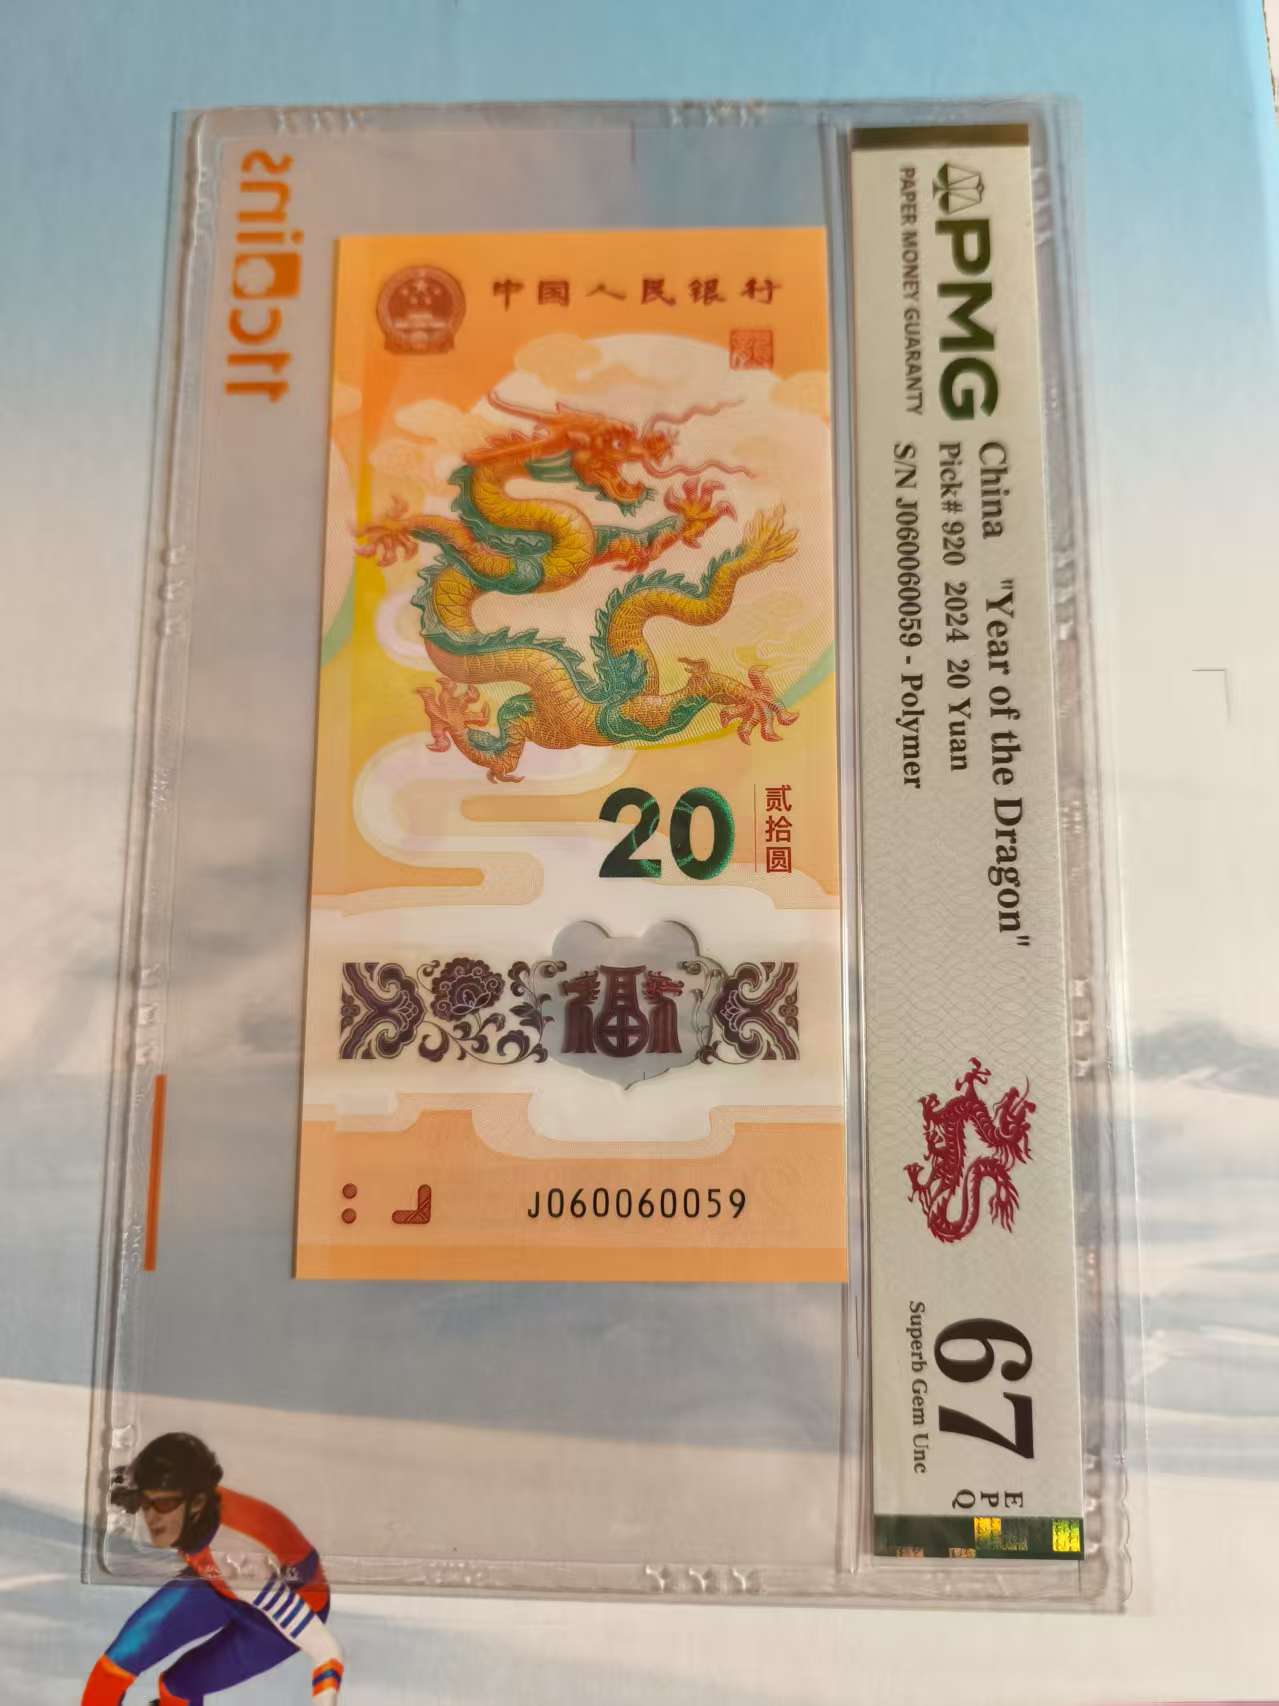 中国人民银行
20
贰拾圆
J060060059
PMG
PAPER MONEY GUARANTY
China "Year of the Dragon"
Pick# 920 2024 20 Yuan
S/N J060060059 - Polymer
67
EPQ
Superb Gem Unc
福